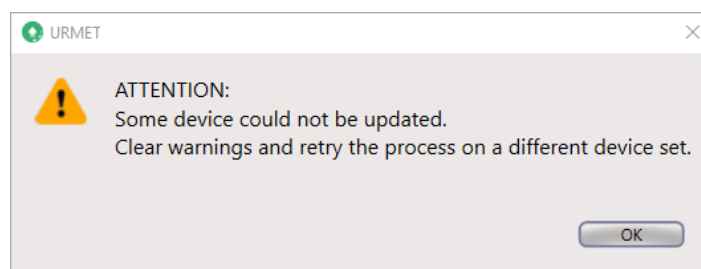 URMET
ATTENTION:
Some device could not be updated.
Clear warnings and retry the process on a different device set.
OK